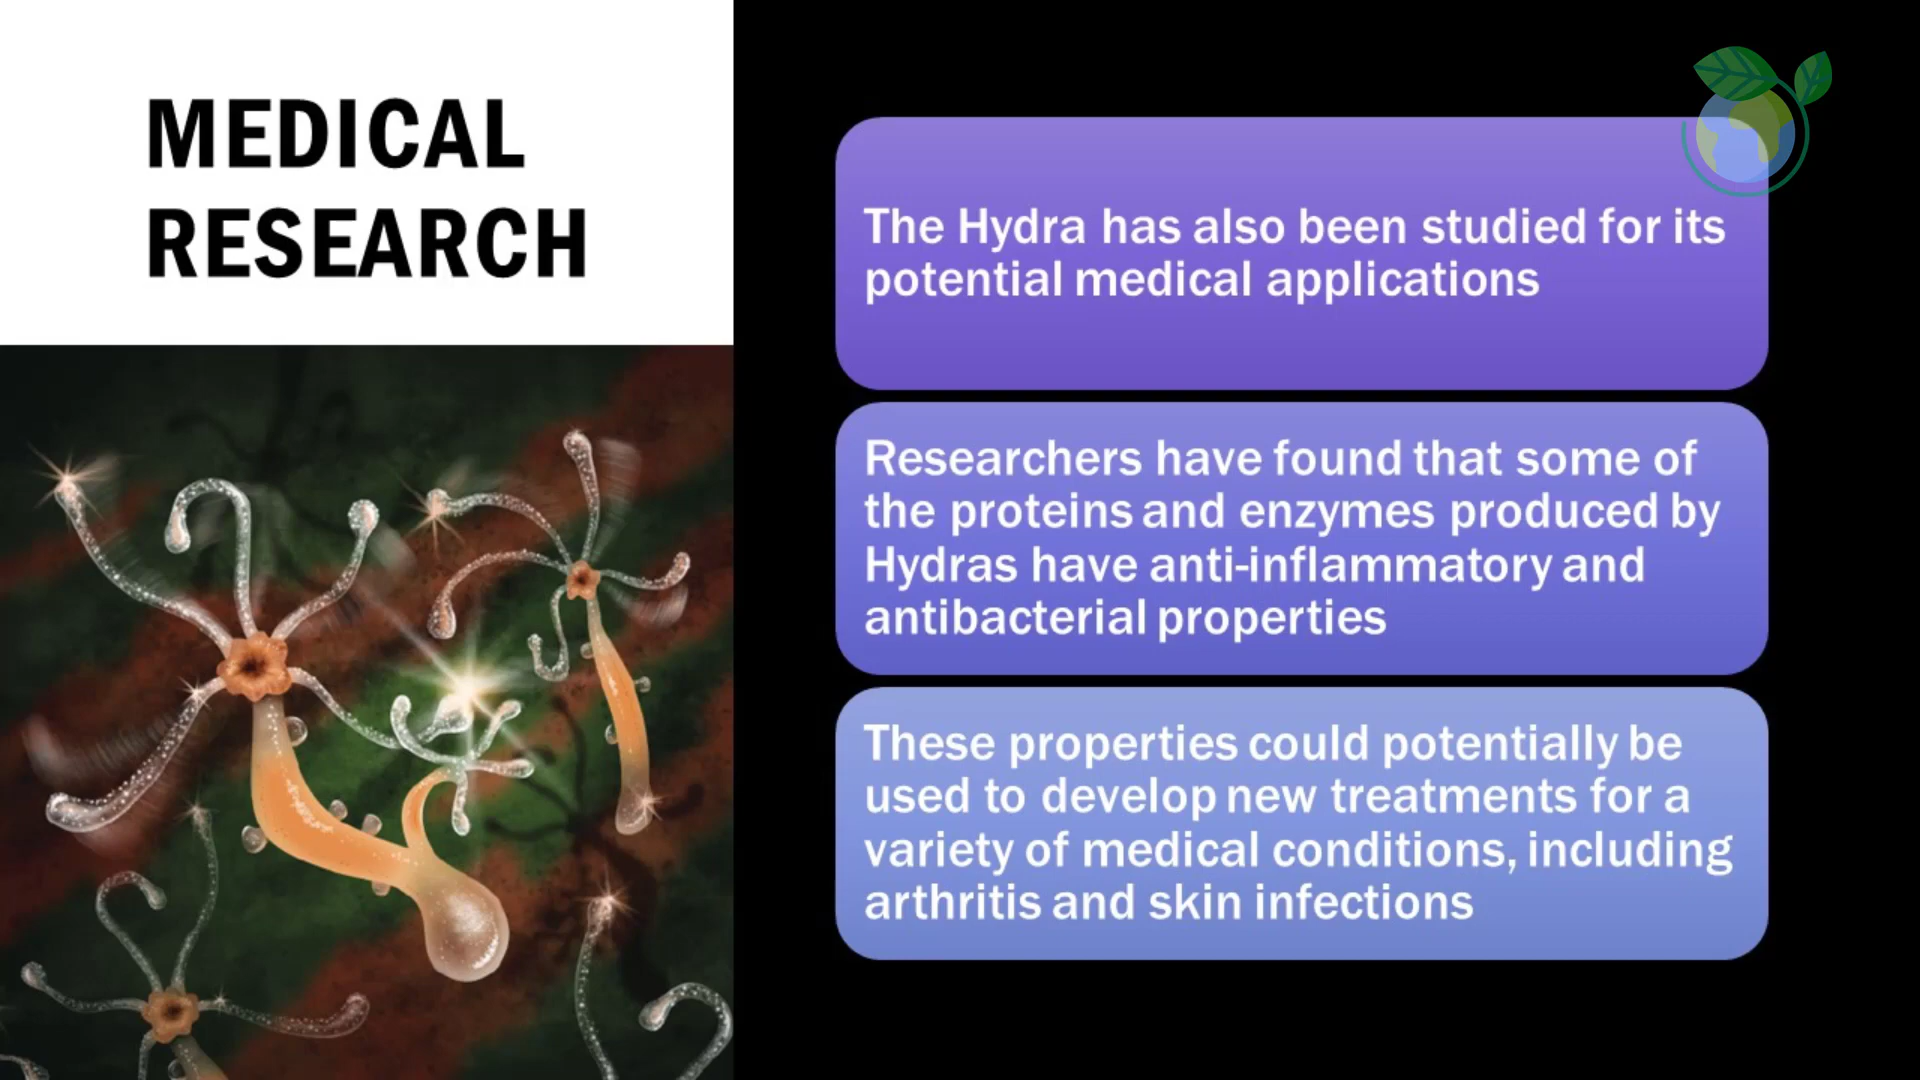 MEDICAL
RESEARCH
The Hydra has also been studied for its
potential medical applications
Researchers have found that some of
the proteins and enzymes produced by
Hydras have anti-inflammatory and
antibacterial properties
These properties could potentially be
used to develop new treatments for a
variety of medical conditions, including
arthritis and skin infections